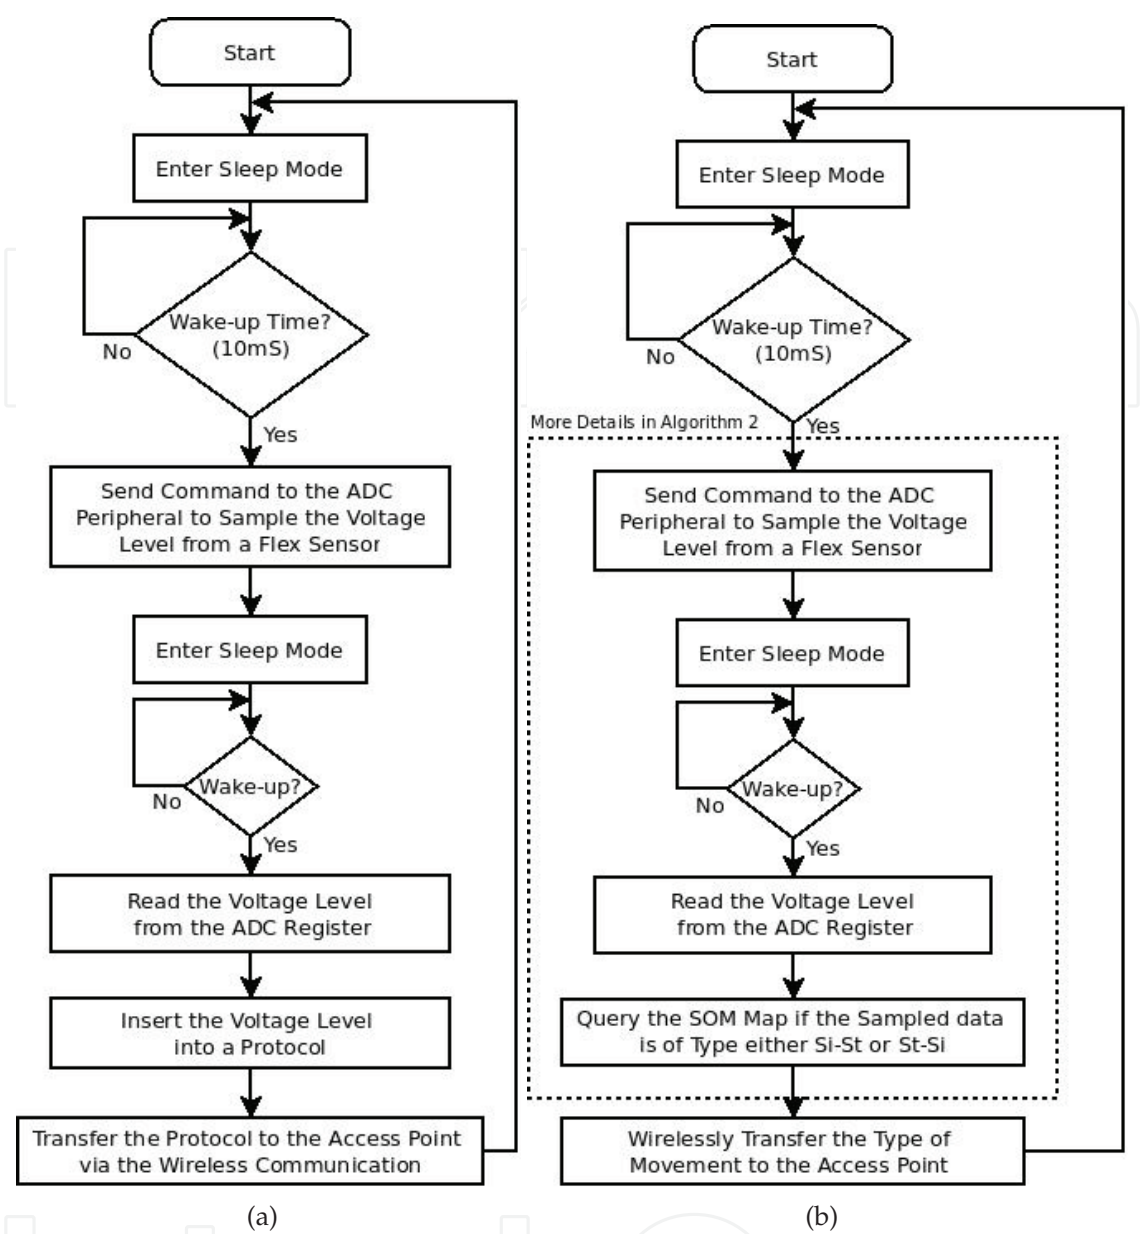 Start
Enter Sleep Mode
Wake-up Time?
(10mS)
No
Yes
Send Command to the ADC
Peripheral to Sample the Voltage
Level from a Flex Sensor
Enter Sleep Mode
Wake-up?
No
Yes
Read the Voltage Level
from the ADC Register
Insert the Voltage Level
into a Protocol
Transfer the Protocol to the Access Point
via the Wireless Communication
(a)
Start
Enter Sleep Mode
Wake-up Time?
(10mS)
No
Yes
More Details in Algorithm 2
Send Command to the ADC
Peripheral to Sample the Voltage
Level from a Flex Sensor
Enter Sleep Mode
Wake-up?
No
Yes
Read the Voltage Level
from the ADC Register
Query the SOM Map if the Sampled data
is of Type either Si-St or St-Si
Wirelessly Transfer the Type of
Movement to the Access Point
(b)